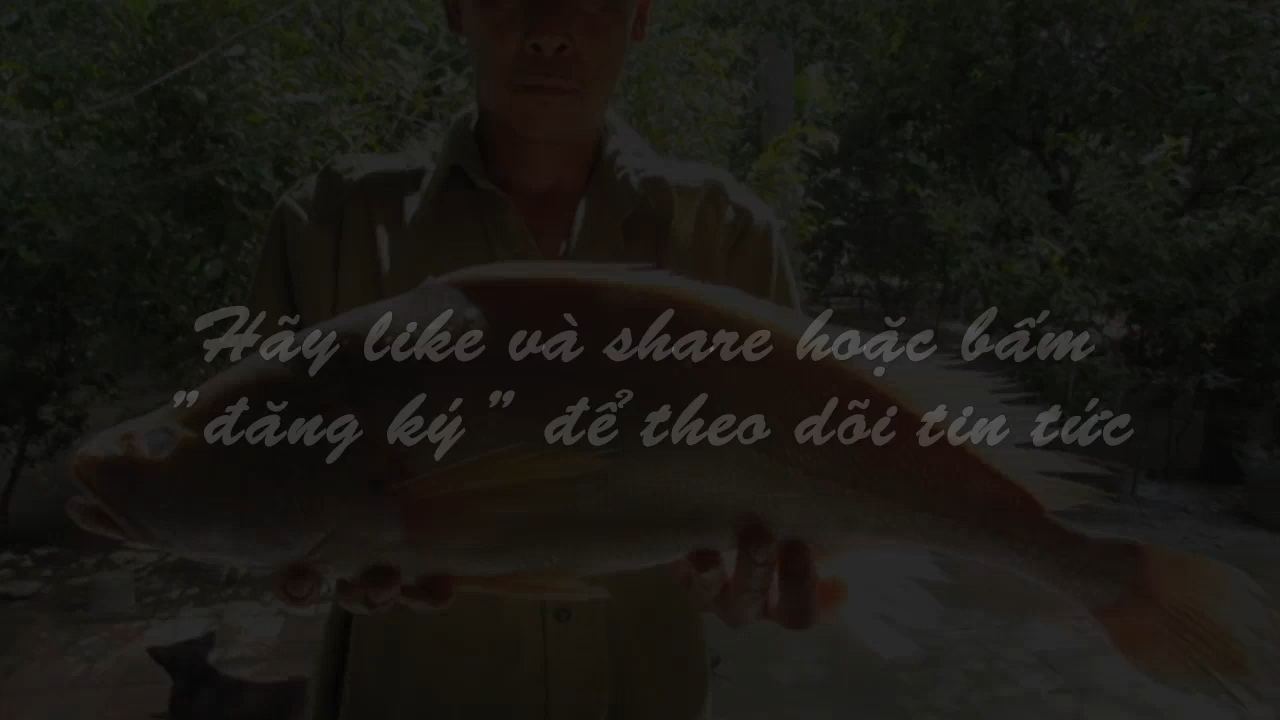 Hãy like và share hoặc bấm
"đăng ký" để theo dõi tin tức